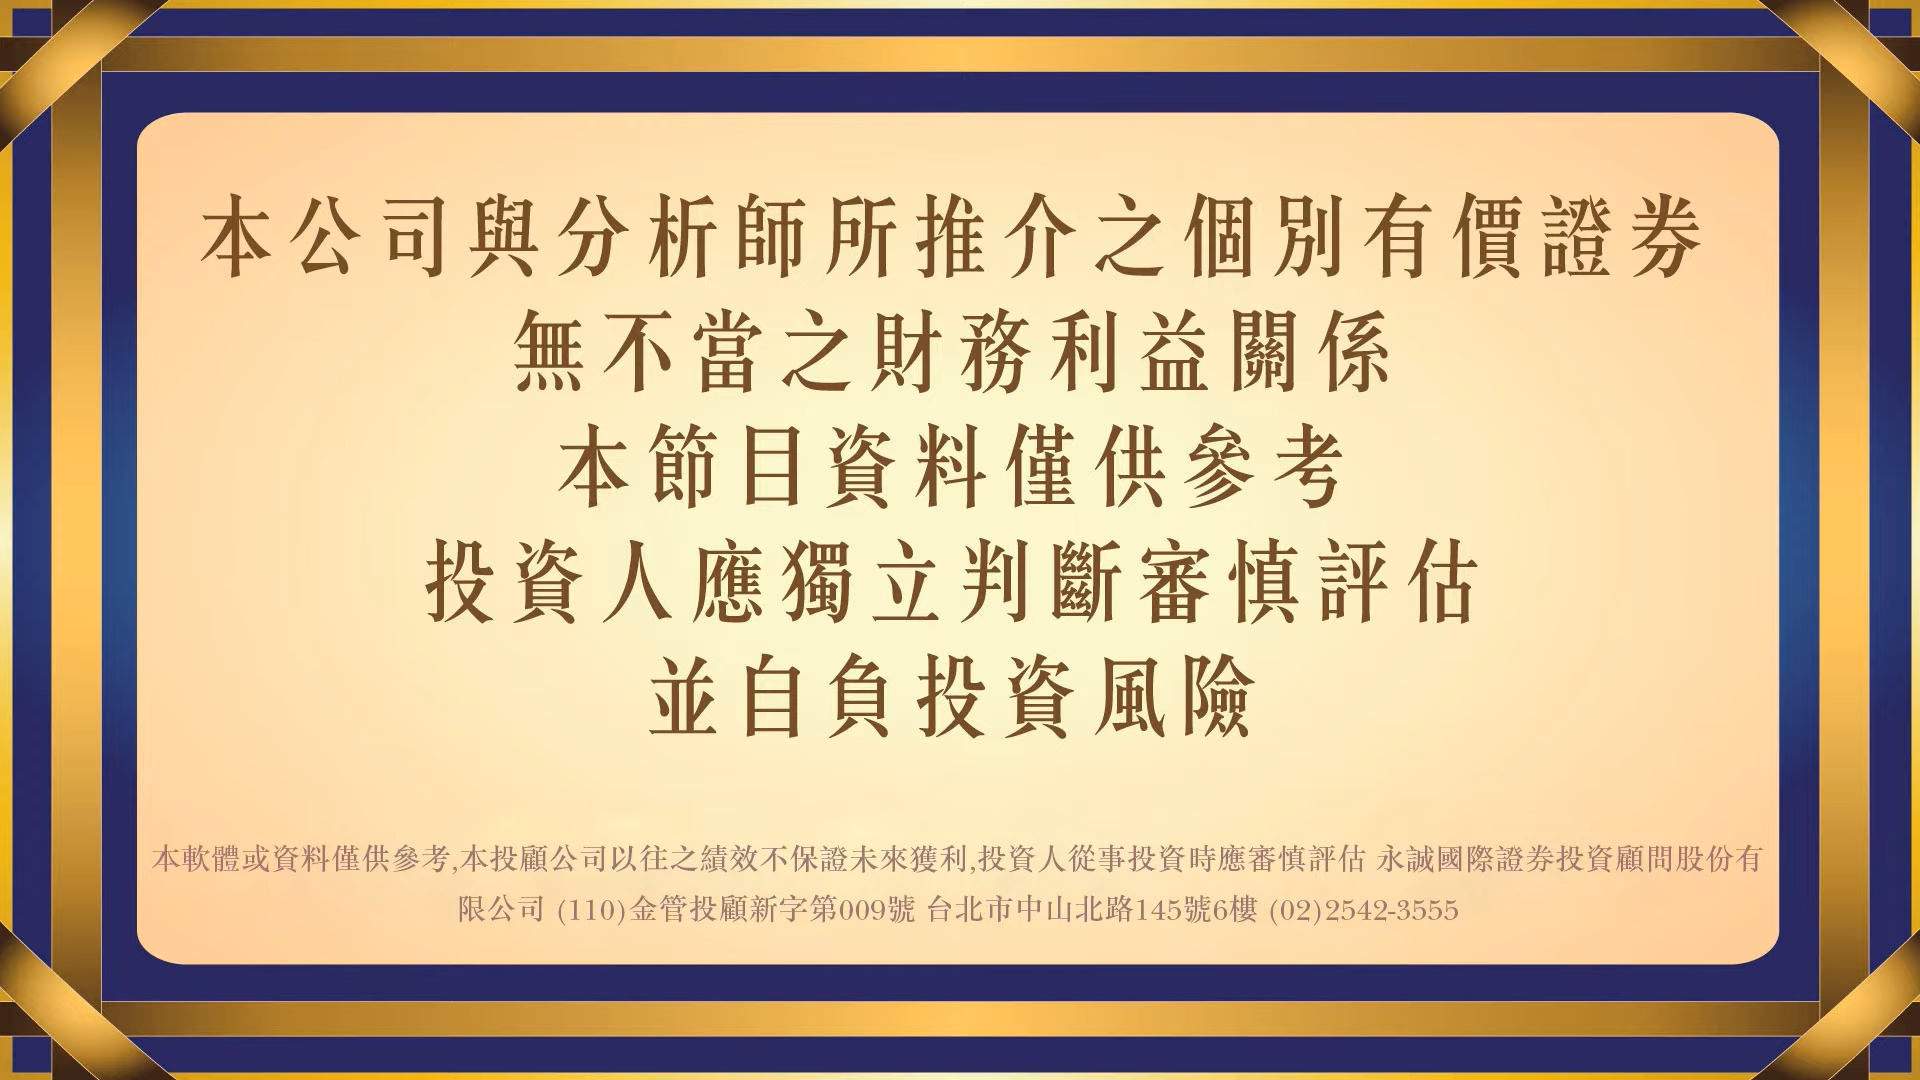 本公司與分析師所推介之個別有價證券
無不當之財務利益關係
本節目資料僅供參考
投資人應獨立判斷審慎評估
並自負投資風險
本軟體或資料僅供參考,本投顧公司以往之績效不保證未來獲利,投資人從事投資時應審慎評估 永誠國際證券投資顧問股份有
限公司 (110)金管投顧新字第009號 台北市中山北路145號6樓 (02)2542-3555